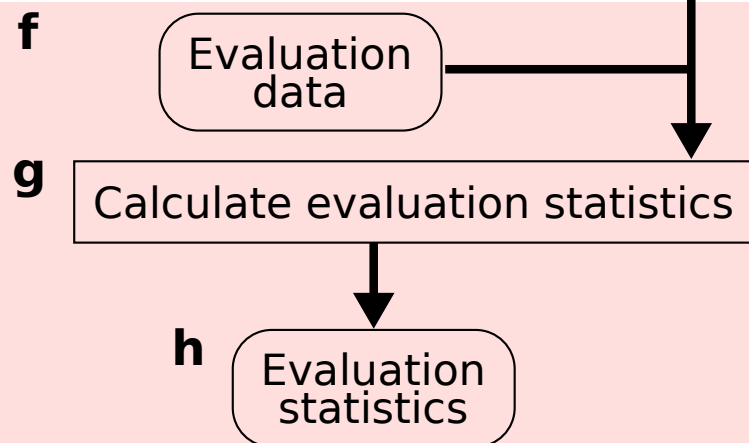 f
Evaluation
data
g
Calculate evaluation statistics
h
Evaluation
statistics